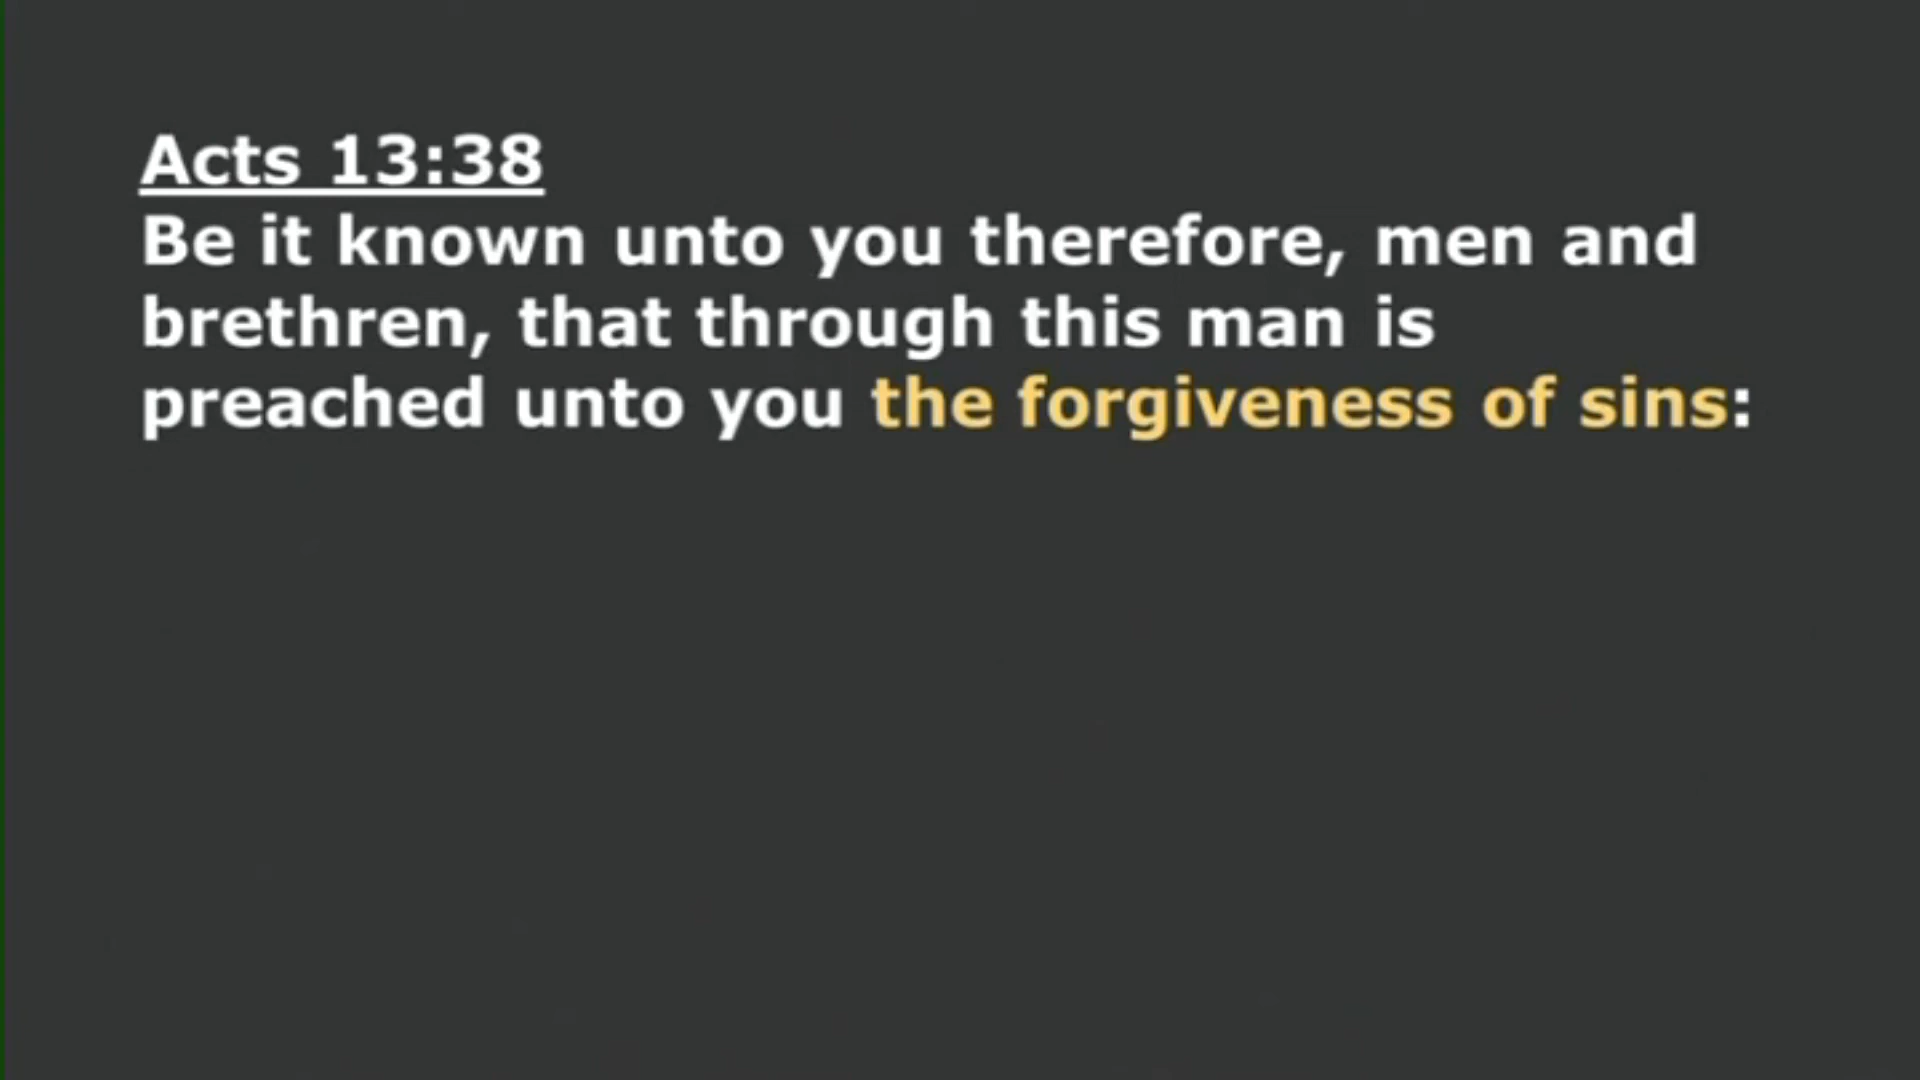 Acts 13:38
Be it known unto you therefore, men and
brethren, that through this man is
preached unto you the forgiveness of sins: